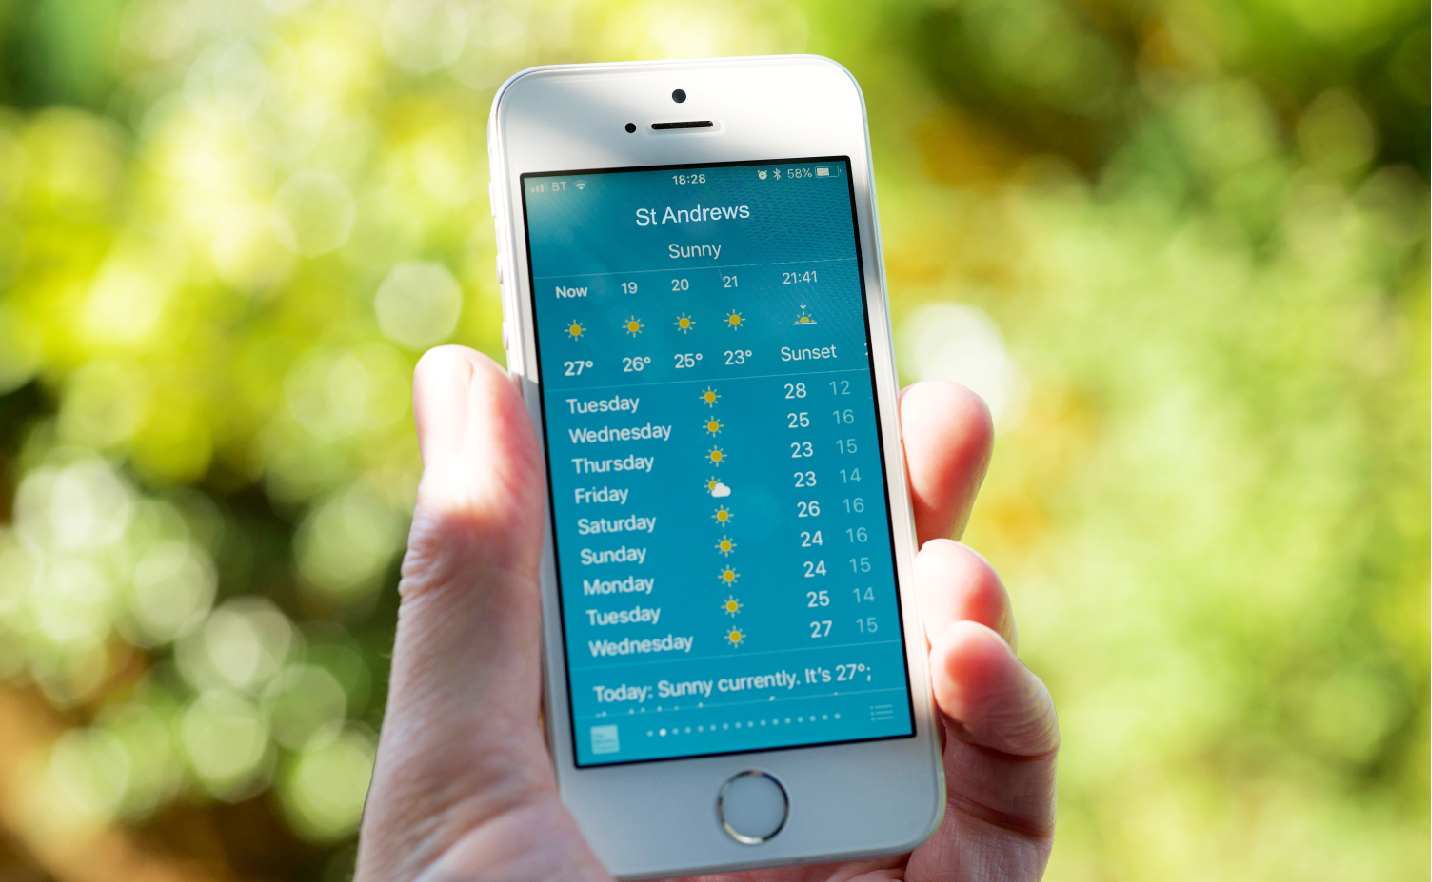 BT 18:28 58%
St Andrews
Sunny
Now 19 20 21 21:41
27° 26° 25° 23° Sunset
Tuesday 28 12
Wednesday 25 16
Thursday 23 15
Friday 23 14
Saturday 26 16
Sunday 24 16
Monday 24 15
Tuesday 25 14
Wednesday 27 15
Today: Sunny currently. It's 27°;